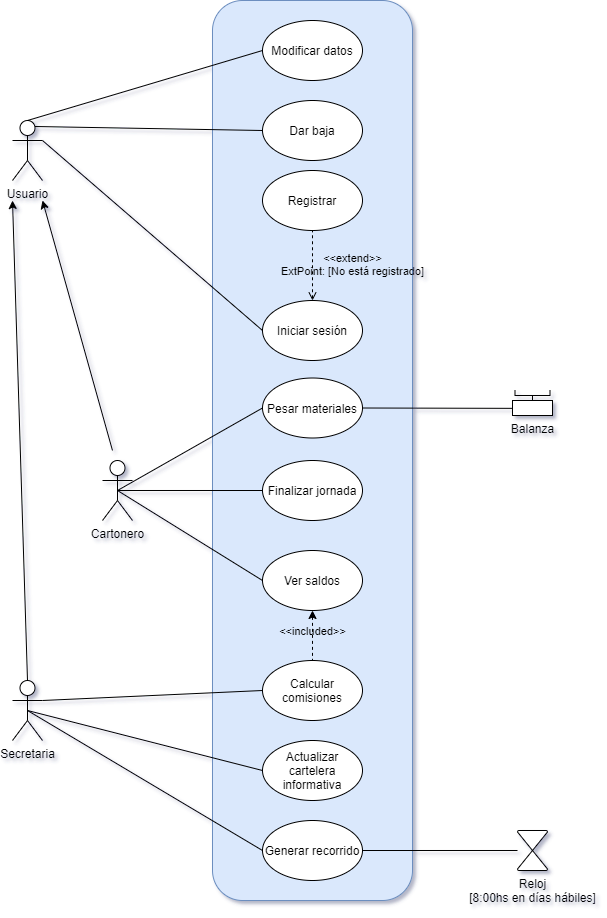 Modificar datos
Dar baja
Usuario
Registrar
<<extend>>
ExtPoint: [No está registrado]
Iniciar sesión
Pesar materiales
Balanza
Finalizar jornada
Cartonero
Ver saldos
<<included>>
Calcular
comisiones
Secretaria
Actualizar
cartelera
informativa
Generar recorrido
Reloj
[8:00hs en días hábiles]